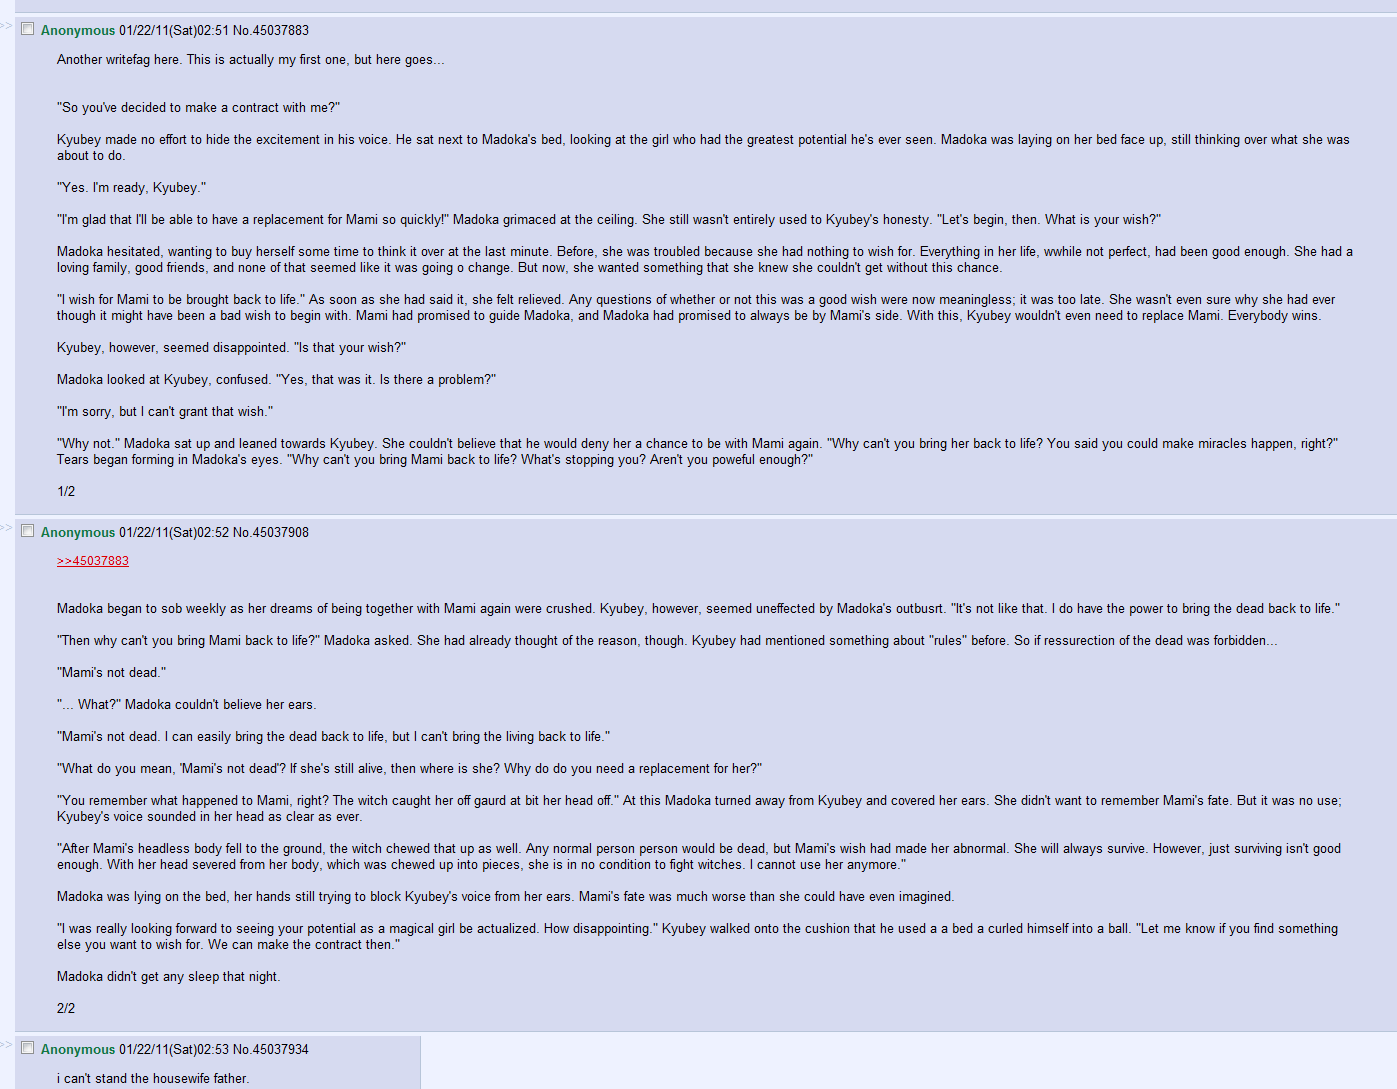 >> Anonymous 01/22/11(Sat)02:51 No.45037883
Another writefag here. This is actually my first one, but here goes...
"So you've decided to make a contract with me?"
Kyubey made no effort to hide the excitement in his voice. He sat next to Madoka's bed, looking at the girl who had the greatest potential he's ever seen. Madoka was laying on her bed face up, still thinking over what she was
about to do.
"Yes. I'm ready, Kyubey."
"I'm glad that I'll be able to have a replacement for Mami so quickly!" Madoka grimaced at the ceiling. She still wasn't entirely used to Kyubey's honesty. "Let's begin, then. What is your wish?"
Madoka hesitated, wanting to buy herself some time to think it over at the last minute. Before, she was troubled because she had nothing to wish for. Everything in her life, wwhile not perfect, had been good enough. She had a
loving family, good friends, and none of that seemed like it was going o change. But now, she wanted something that she knew she couldn't get without this chance.
"I wish for Mami to be brought back to life." As soon as she had said it, she felt relieved. Any questions of whether or not this was a good wish were now meaningless; it was too late. She wasn't even sure why she had ever
though it might have been a bad wish to begin with. Mami had promised to guide Madoka, and Madoka had promised to always be by Mami's side. With this, Kyubey wouldn't even need to replace Mami. Everybody wins.
Kyubey, however, seemed disappointed. "Is that your wish?"
Madoka looked at Kyubey, confused. "Yes, that was it. Is there a problem?"
"I'm sorry, but I can't grant that wish."
"Why not." Madoka sat up and leaned towards Kyubey. She couldn't believe that he would deny her a chance to be with Mami again. "Why can't you bring her back to life? You said you could make miracles happen, right?"
Tears began forming in Madoka's eyes. "Why can't you bring Mami back to life? What's stopping you? Aren't you poweful enough?"
1/2
>> Anonymous 01/22/11(Sat)02:52 No.45037908
>>45037883
Madoka began to sob weekly as her dreams of being together with Mami again were crushed. Kyubey, however, seemed uneffected by Madoka's outbusrt. "It's not like that. I do have the power to bring the dead back to life."
"Then why can't you bring Mami back to life?" Madoka asked. She had already thought of the reason, though. Kyubey had mentioned something about "rules" before. So if ressurection of the dead was forbidden...
"Mami's not dead."
"... What?" Madoka couldn't believe her ears.
"Mami's not dead. I can easily bring the dead back to life, but I can't bring the living back to life."
"What do you mean, 'Mami's not dead'? If she's still alive, then where is she? Why do do you need a replacement for her?"
"You remember what happened to Mami, right? The witch caught her off gaurd at bit her head off." At this Madoka turned away from Kyubey and covered her ears. She didn't want to remember Mami's fate. But it was no use;
Kyubey's voice sounded in her head as clear as ever.
"After Mami's headless body fell to the ground, the witch chewed that up as well. Any normal person person would be dead, but Mami's wish had made her abnormal. She will always survive. However, just surviving isn't good
enough. With her head severed from her body, which was chewed up into pieces, she is in no condition to fight witches. I cannot use her anymore."
Madoka was lying on the bed, her hands still trying to block Kyubey's voice from her ears. Mami's fate was much worse than she could have even imagined.
"I was really looking forward to seeing your potential as a magical girl be actualized. How disappointing." Kyubey walked onto the cushion that he used a a bed a curled himself into a ball. "Let me know if you find something
else you want to wish for. We can make the contract then."
Madoka didn't get any sleep that night.
2/2
>> Anonymous 01/22/11(Sat)02:53 No.45037934
i can't stand the housewife father.